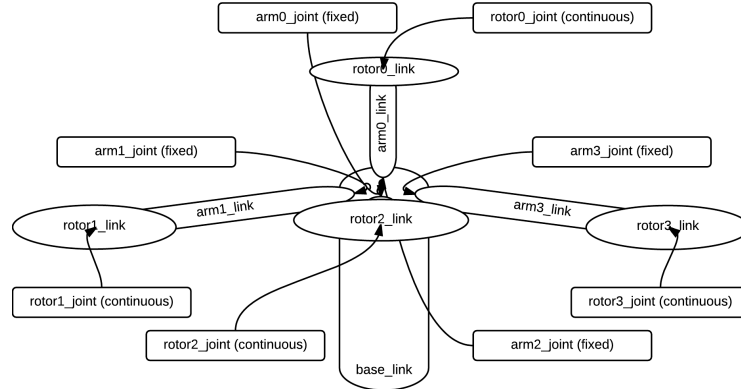 arm0_joint (fixed)
rotor0_joint (continuous)
rotor0_link
arm0_link
arm1_joint (fixed)
arm3_joint (fixed)
arm1_link
arm3_link
rotor1_link
rotor2_link
rotor3_link
rotor1_joint (continuous)
rotor3_joint (continuous)
rotor2_joint (continuous)
arm2_joint (fixed)
base_link